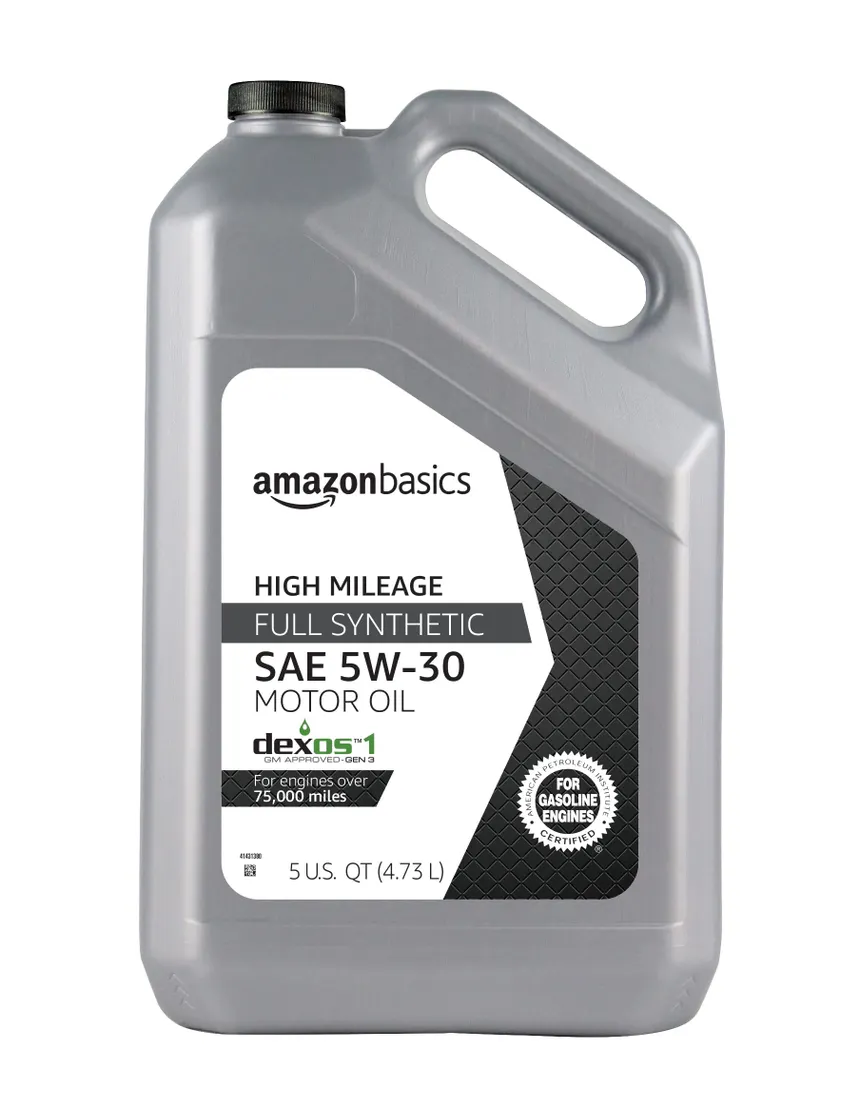 amazonbasics
HIGH MILEAGE
FULL SYNTHETIC
SAE 5W-30
MOTOR OIL
dexos™1
GM APPROVED-GEN 3
For engines over
75,000 miles
AMERICAN PETROLEUM INSTITUTE
FOR
GASOLINE
ENGINES
CERTIFIED
®
41431390
5 U.S. QT (4.73 L)